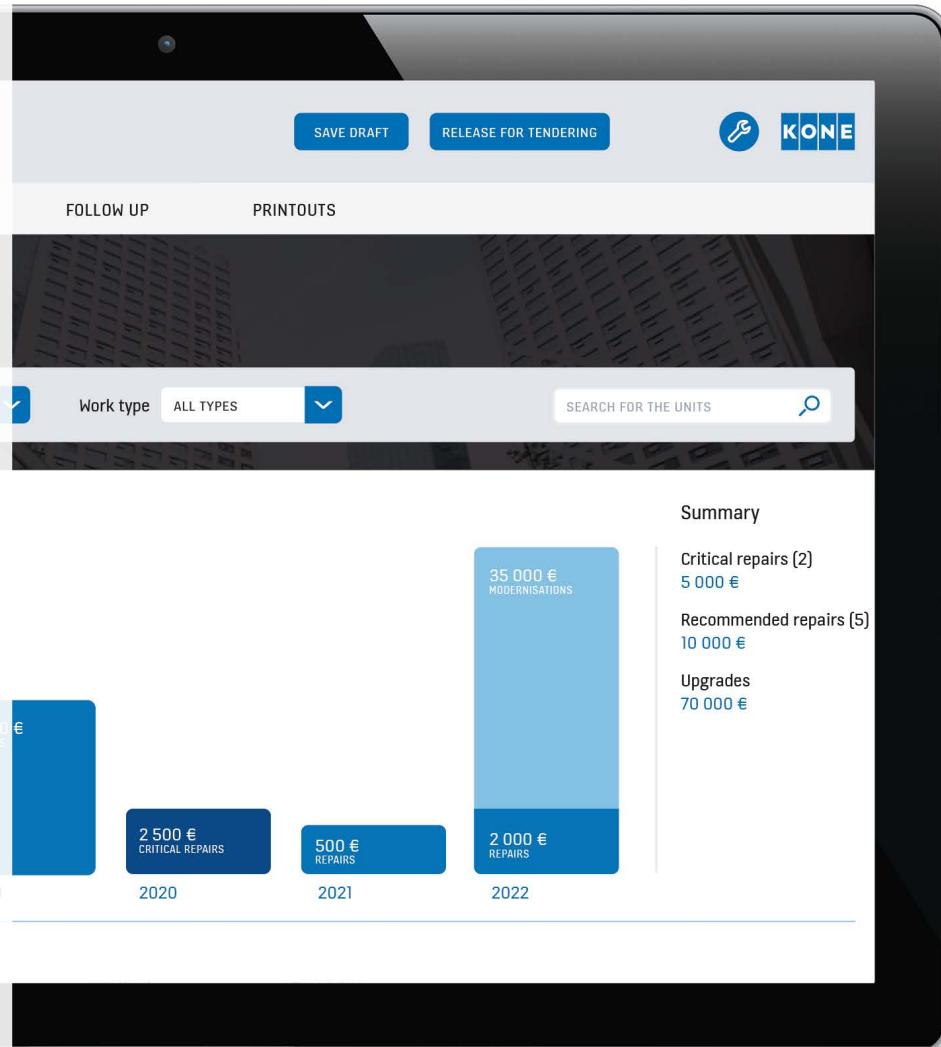 SAVE DRAFT
RELEASE FOR TENDERING
KONE
FOLLOW UP
PRINTOUTS
Work type
ALL TYPES
SEARCH FOR THE UNITS
Summary
Critical repairs (2)
5 000 €
Recommended repairs (5)
10 000 €
Upgrades
70 000 €
35 000 €
MODERNISATIONS
€
2 500 €
CRITICAL REPAIRS
500 €
REPAIRS
2 000 €
REPAIRS
2020
2021
2022